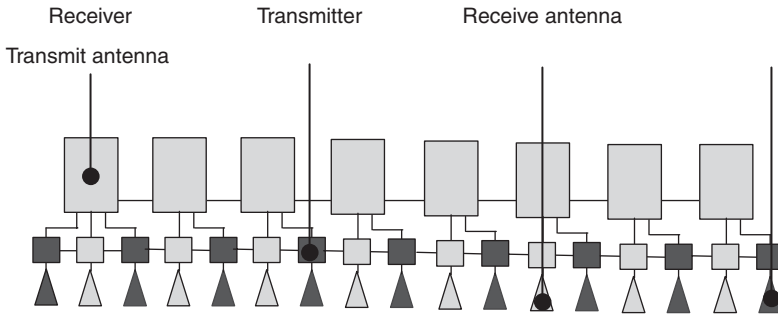 Receiver
Transmitter
Receive antenna
Transmit antenna